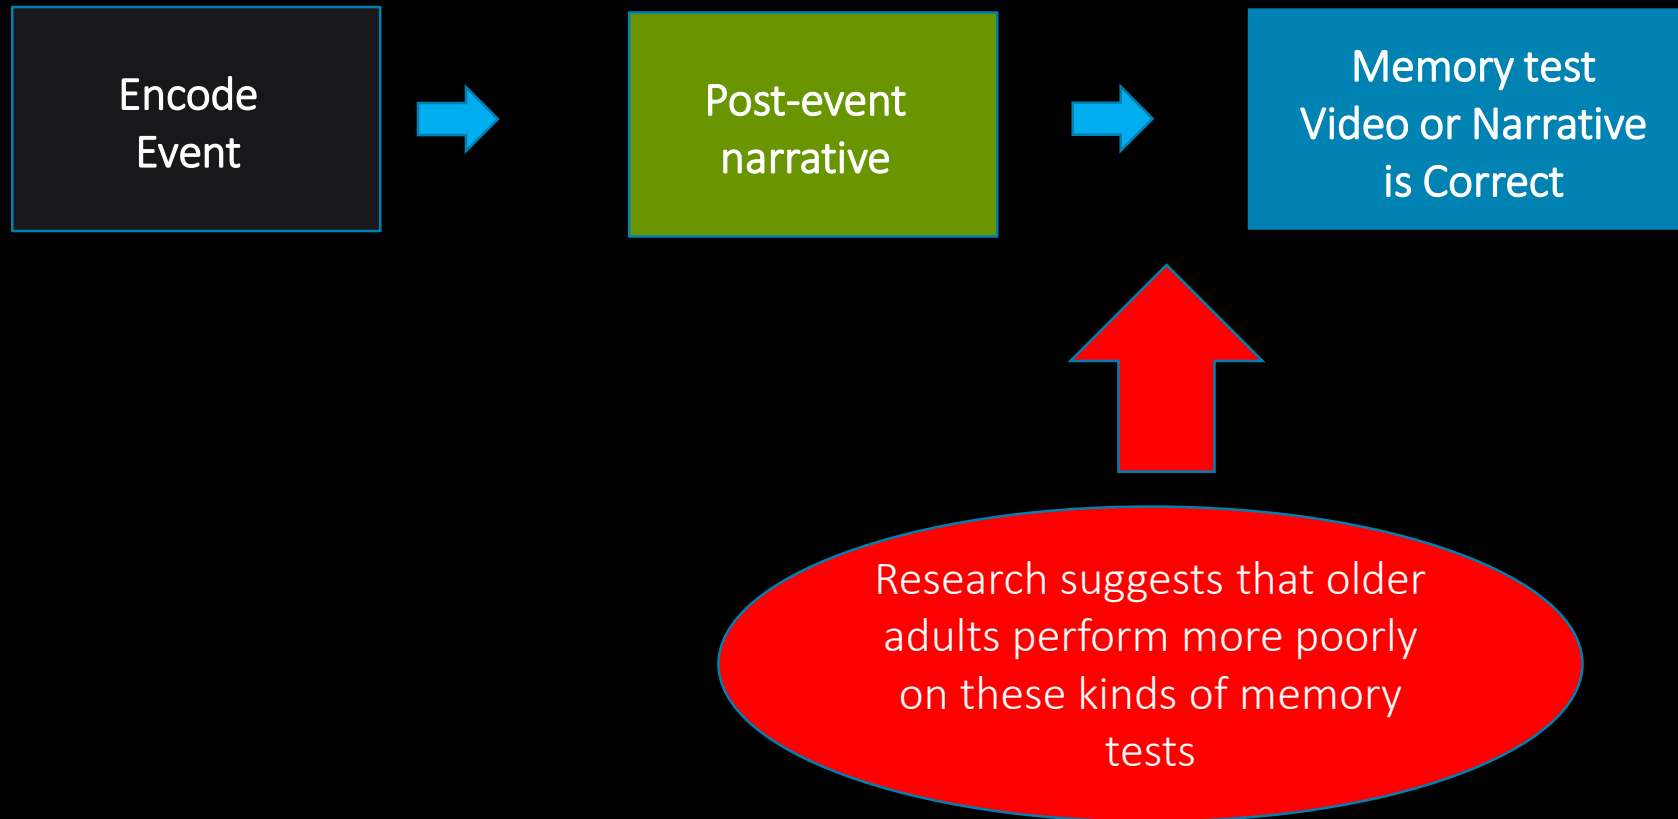 Encode
Event
Post-event
narrative
Memory test
Video or Narrative
is Correct
Research suggests that older
adults perform more poorly
on these kinds of memory
tests